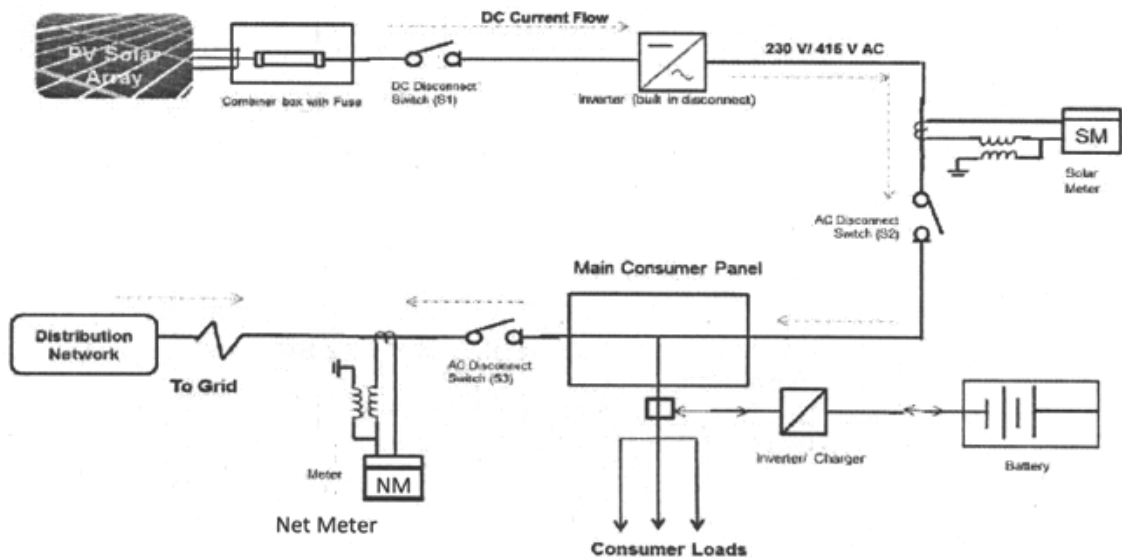 PV Solar
Array
Combiner box with Fuse
DC Disconnect
Switch (S1)
DC Current Flow
Inverter (built in disconnect)
230 V/ 415 V AC
SM
Solar
Meter
AC Disconnect
Switch (S2)
Main Consumer Panel
Distribution
Network
To Grid
AC Disconnect
Switch (S3)
Meter
NM
Net Meter
Inverter/ Charger
Battery
Consumer Loads